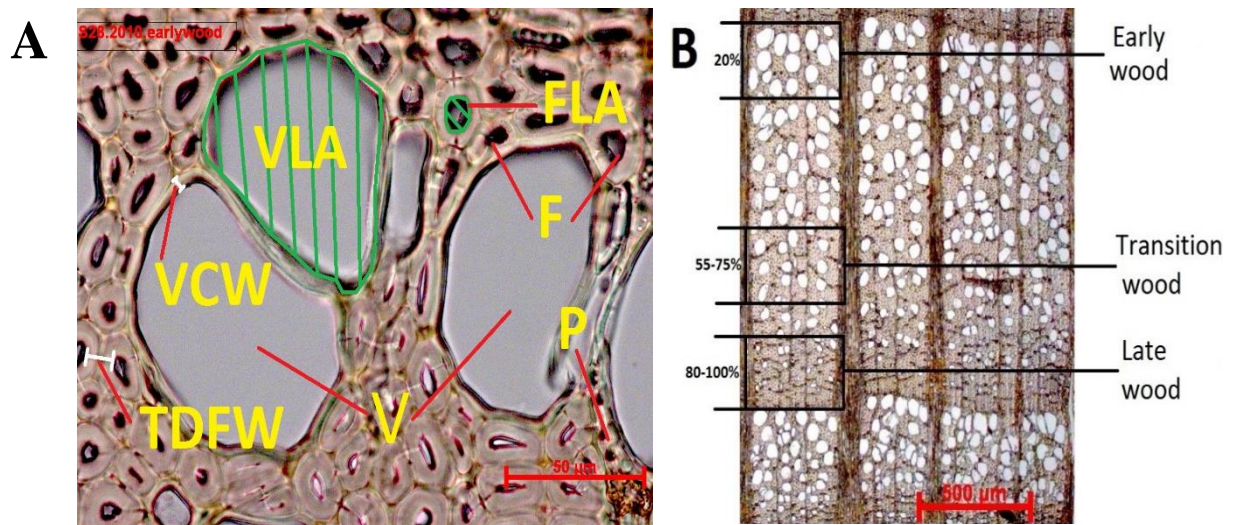 A
S28.2016.earlywood
VLA
FLA
F
VCW
P
V
TDFW
50 µm
B
20%
Early
wood
55-75%
Transition
wood
80-100%
Late
wood
500 µm